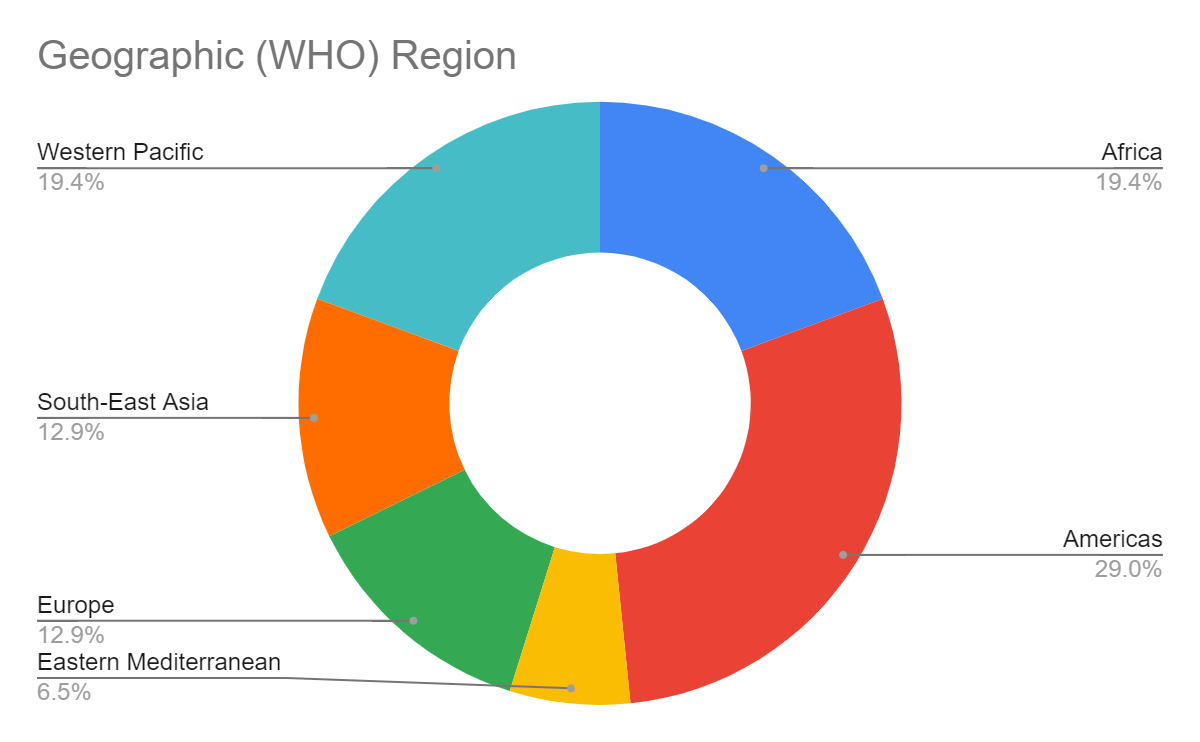 Geographic (WHO) Region
Western Pacific
19.4%
Africa
19.4%
South-East Asia
12.9%
Americas
29.0%
Europe
12.9%
Eastern Mediterranean
6.5%